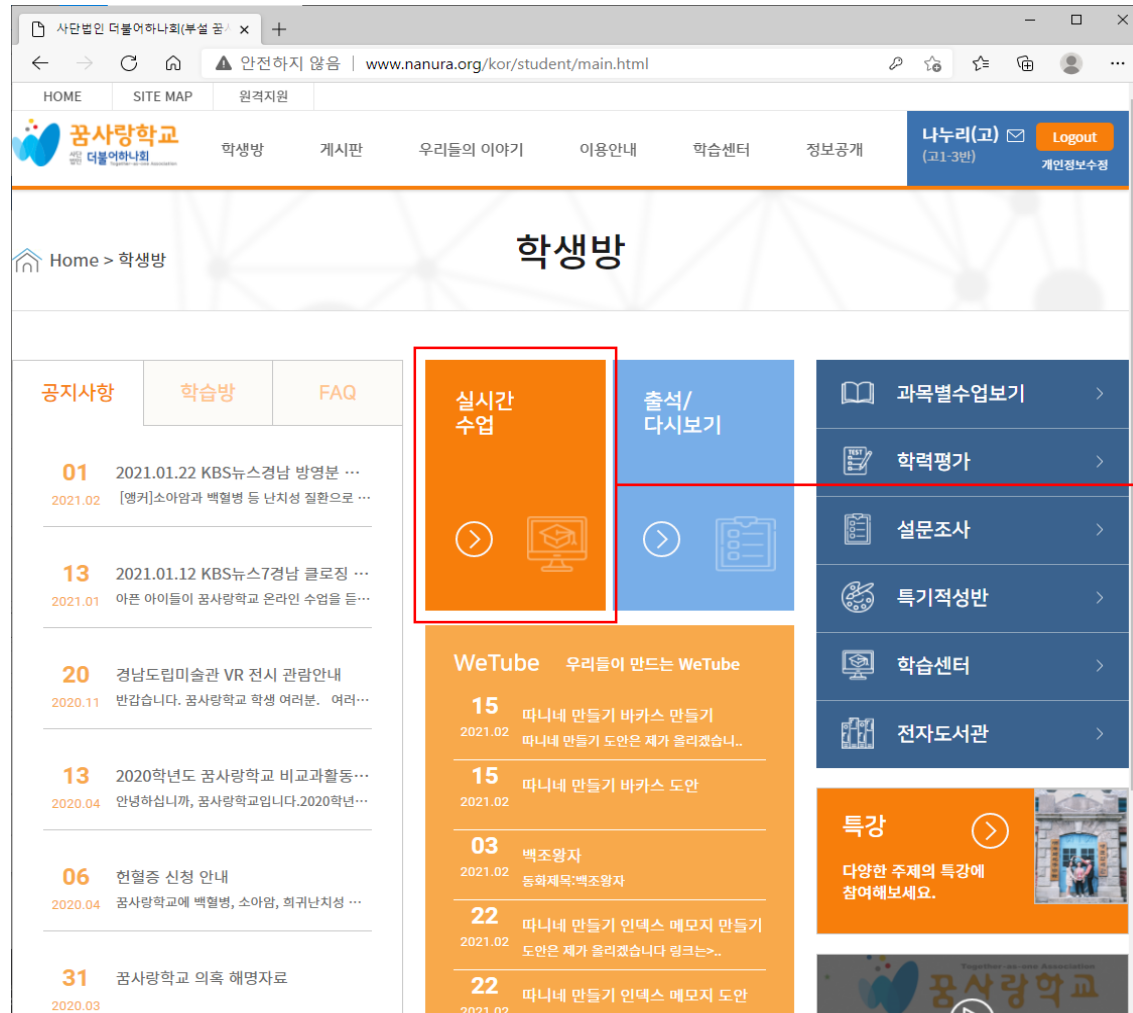 사단법인 더불어하나회(부설 꿈
안전하지 않음 | www.nanura.org/kor/student/main.html
HOME SITE MAP 원격지원
꿈사랑학교
사단법인 더불어하나회
Together-as-one Association
학생방 게시판 우리들의 이야기 이용안내 학습센터 정보공개
나누리(고) Logout
(고1-3반) 개인정보수정
Home > 학생방
학생방
공지사항 학습방 FAQ
01 2021.01.22 KBS뉴스경남 방영분 …
2021.02 [앵커]소아암과 백혈병 등 난치성 질환으로 …
13 2021.01.12 KBS뉴스7경남 클로징 …
2021.01 아픈 아이들이 꿈사랑학교 온라인 수업을 듣…
20 경남도립미술관 VR 전시 관람안내
2020.11 반갑습니다. 꿈사랑학교 학생 여러분. 여러…
13 2020학년도 꿈사랑학교 비교과활동…
2020.04 안녕하십니까, 꿈사랑학교입니다.2020학년…
06 헌혈증 신청 안내
2020.04 꿈사랑학교에 백혈병, 소아암, 희귀난치성 …
31 꿈사랑학교 의혹 해명자료
2020.03
실시간
수업
출석/
다시보기
WeTube 우리들이 만드는 WeTube
15 따니네 만들기 바카스 만들기
2021.02 따니네 만들기 도안은 제가 올리겠습니..
15 따니네 만들기 바카스 도안
2021.02
03 백조왕자
2021.02 동화제목:백조왕자
22 따니네 만들기 인덱스 메모지 만들기
2021.02 도안은 제가 올리겠습니다 링크는>..
22 따니네 만들기 인덱스 메모지 도안
2021.02
과목별수업보기
TEST 학력평가
설문조사
특기적성반
학습센터
전자도서관
특강
다양한 주제의 특강에
참여해보세요.
Together-as-one Association
꿈사랑학교